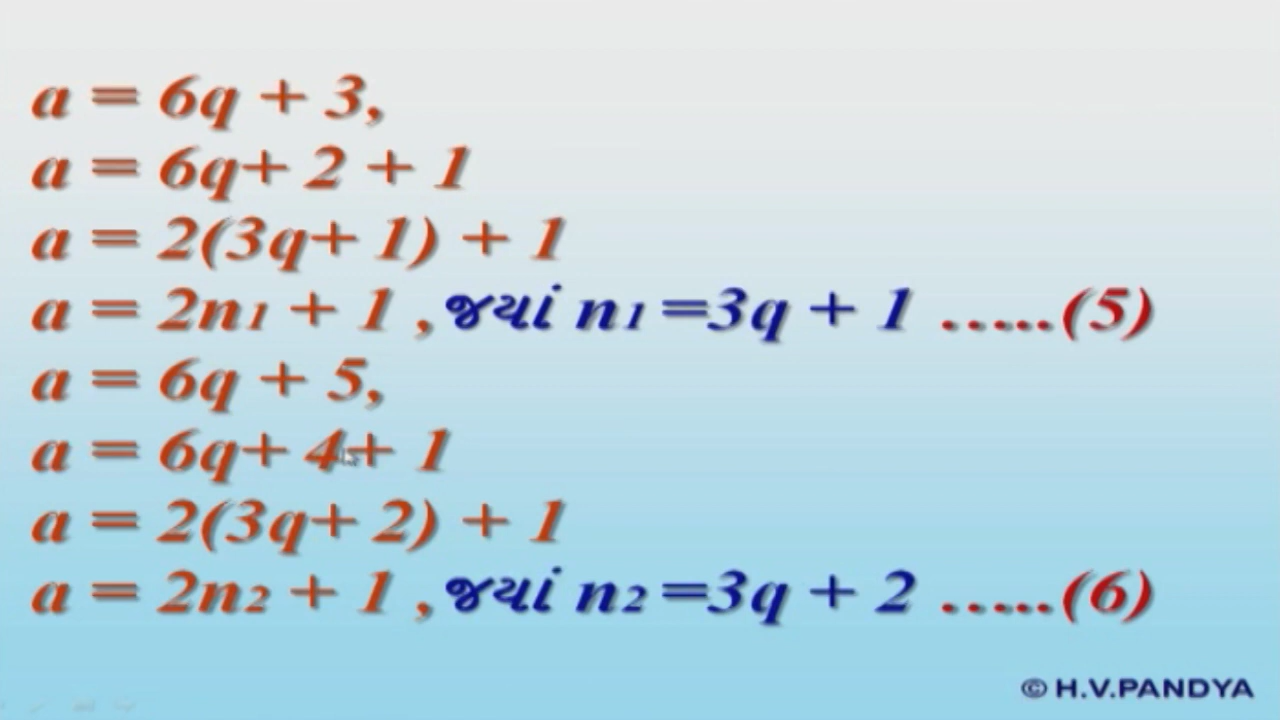 a = 6q + 3,
a = 6q+ 2 + 1
a = 2(3q+ 1) + 1
a = 2n₁ + 1 , જ્યાં n₁ =3q + 1 .....(5)
a = 6q + 5,
a = 6q+ 4+ 1
a = 2(3q+ 2) + 1
a = 2n₂ + 1 , જ્યાં n₂ =3q + 2 .....(6)
© H.V.PANDYA